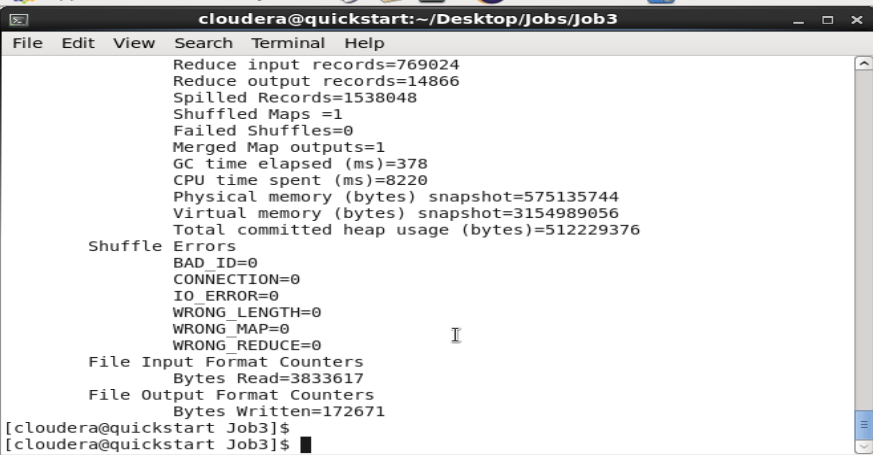 cloudera@quickstart:~/Desktop/Jobs/Job3
File Edit View Search Terminal Help
Reduce input records=769024
Reduce output records=14866
Spilled Records=1538048
Shuffled Maps =1
Failed Shuffles=0
Merged Map outputs=1
GC time elapsed (ms)=378
CPU time spent (ms)=8220
Physical memory (bytes) snapshot=575135744
Virtual memory (bytes) snapshot=3154989056
Total committed heap usage (bytes)=512229376
Shuffle Errors
BAD_ID=0
CONNECTION=0
IO_ERROR=0
WRONG_LENGTH=0
WRONG_MAP=0
WRONG_REDUCE=0
File Input Format Counters
Bytes Read=3833617
File Output Format Counters
Bytes Written=172671
[cloudera@quickstart Job3]$
[cloudera@quickstart Job3]$